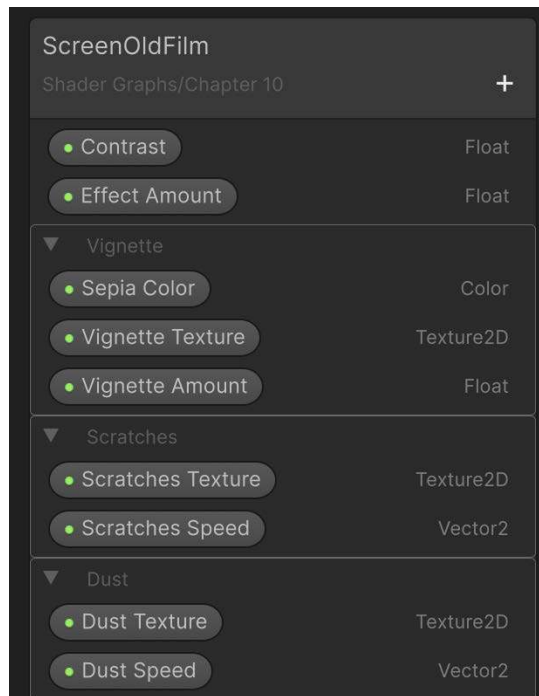 ScreenOldFilm
Shader Graphs/Chapter 10
Contrast Float
Effect Amount Float
Vignette
Sepia Color Color
Vignette Texture Texture2D
Vignette Amount Float
Scratches
Scratches Texture Texture2D
Scratches Speed Vector2
Dust
Dust Texture Texture2D
Dust Speed Vector2